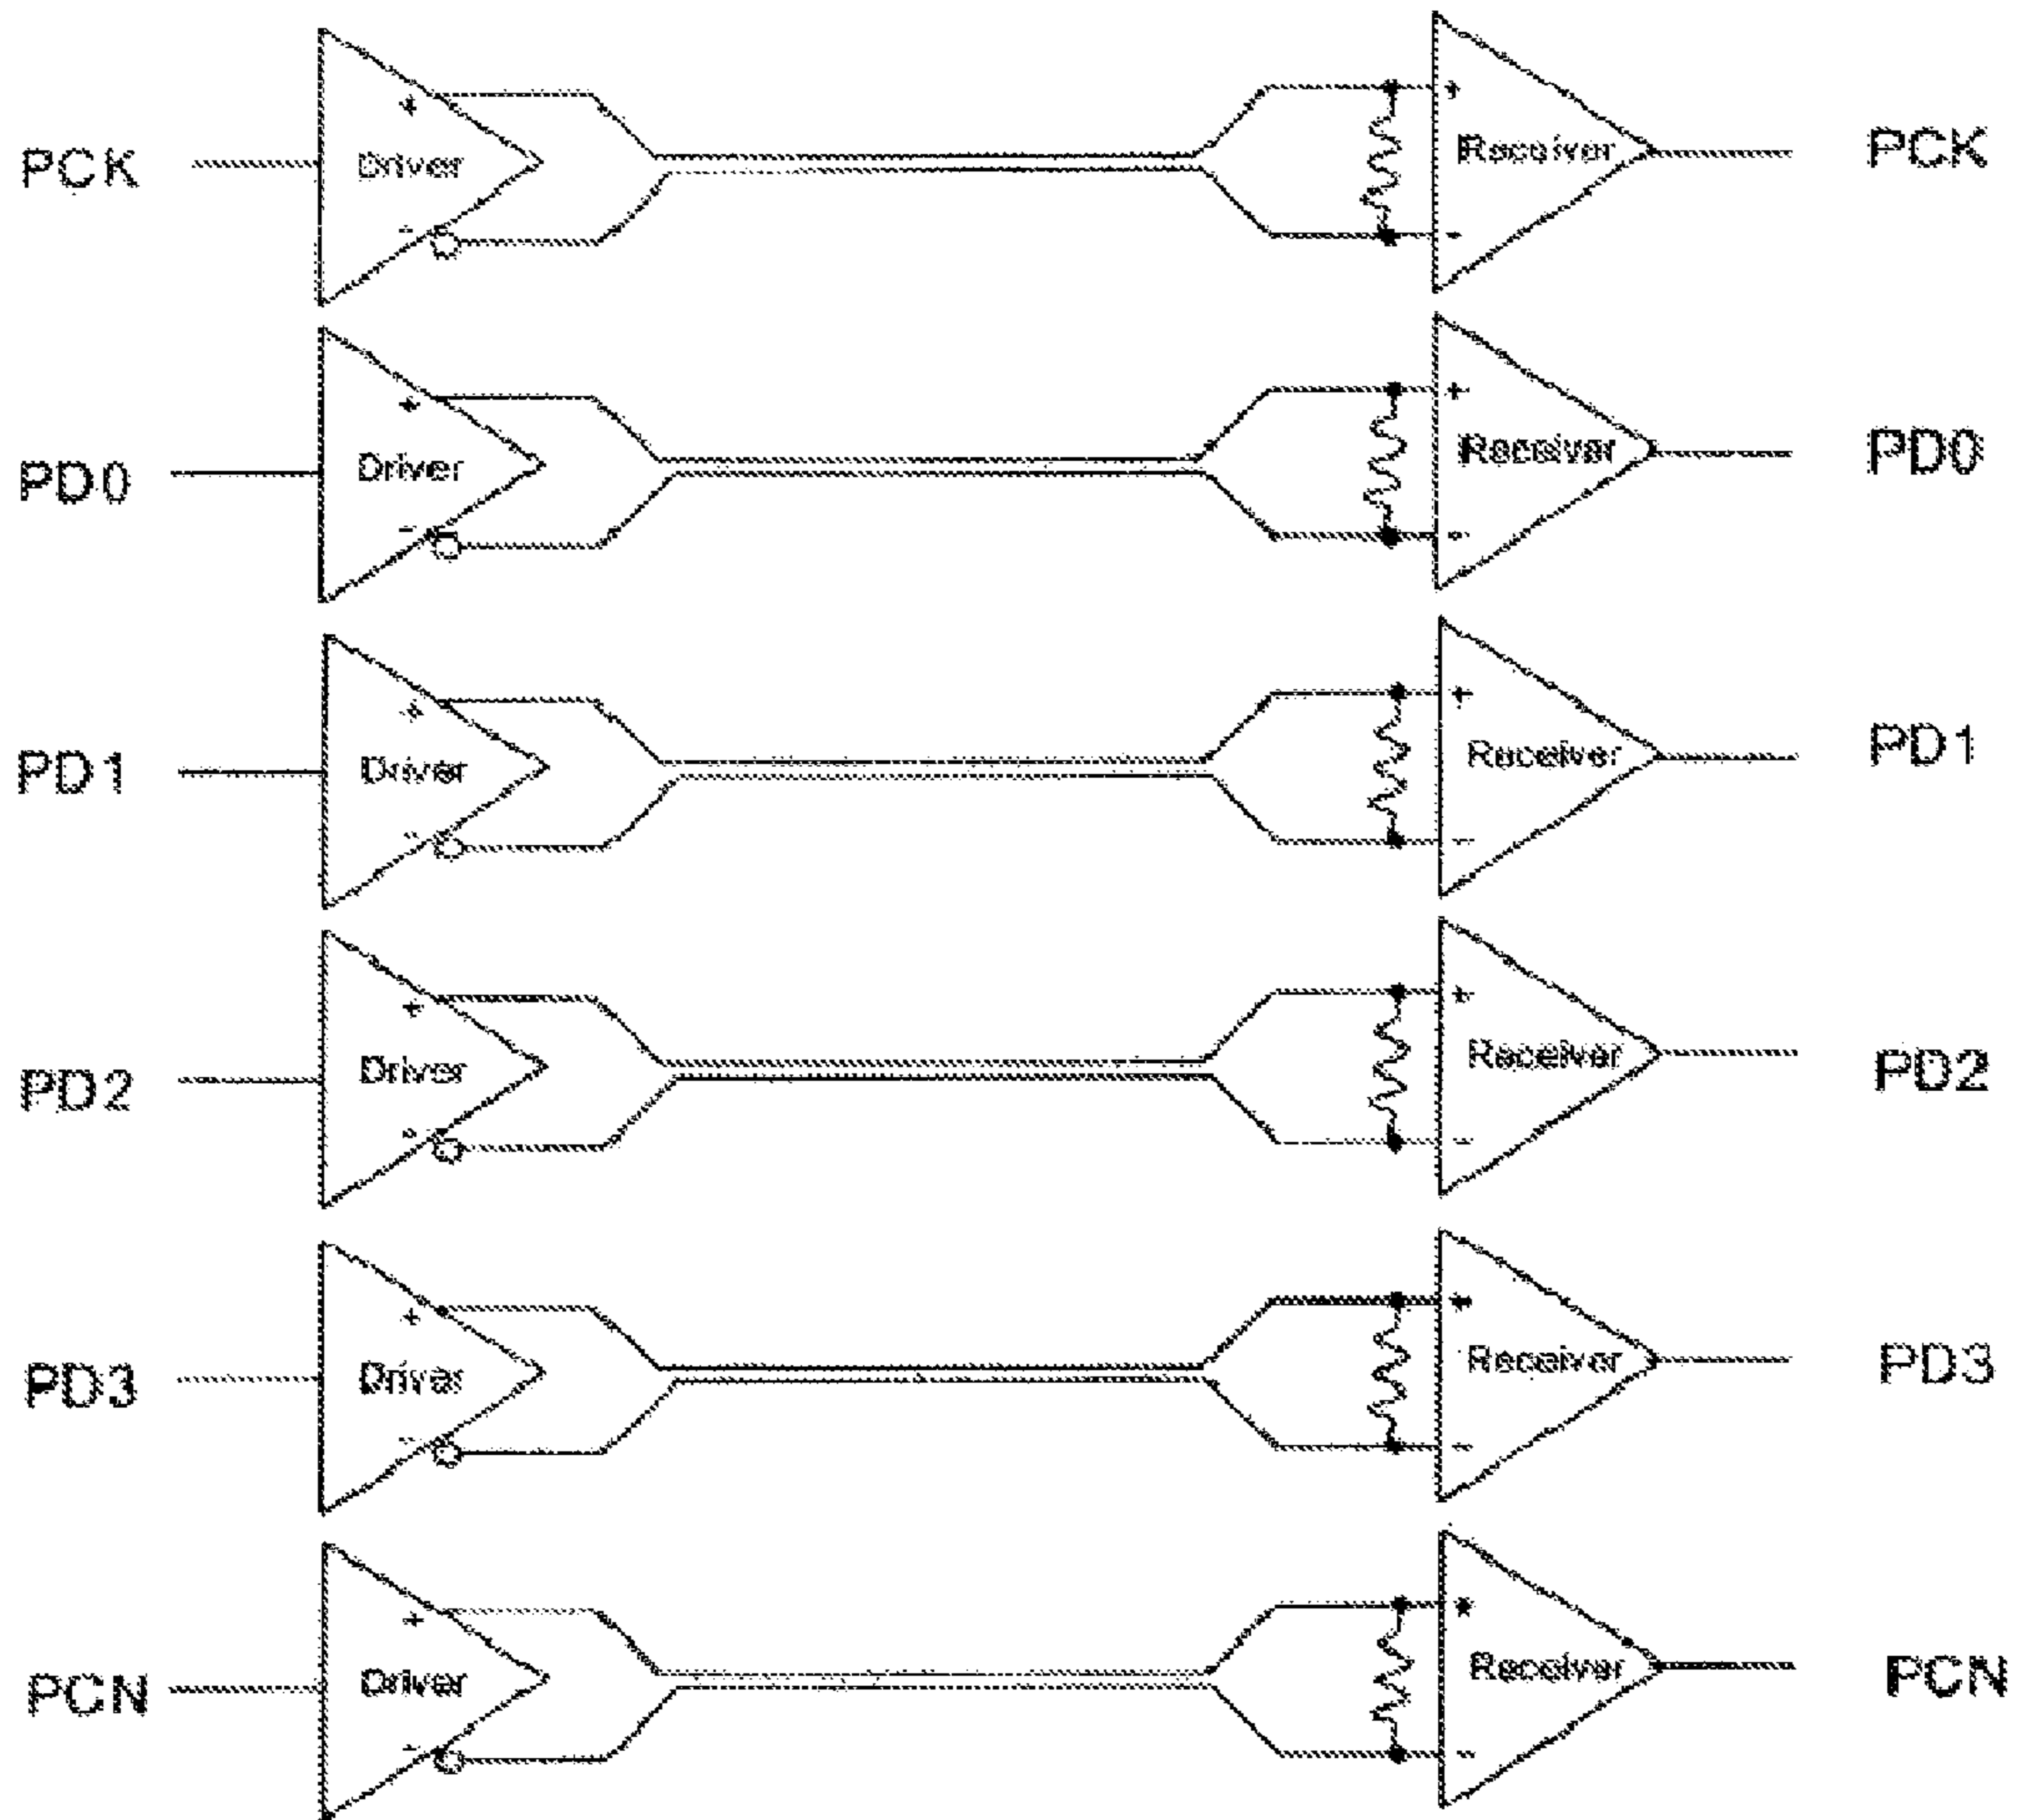 PCK + Driver - + Receiver - PCK
PD0 + Driver - + Receiver - PD0
PD1 + Driver - + Receiver - PD1
PD2 + Driver - + Receiver - PD2
PD3 + Driver - + Receiver - PD3
PCN + Driver - + Receiver - PCN